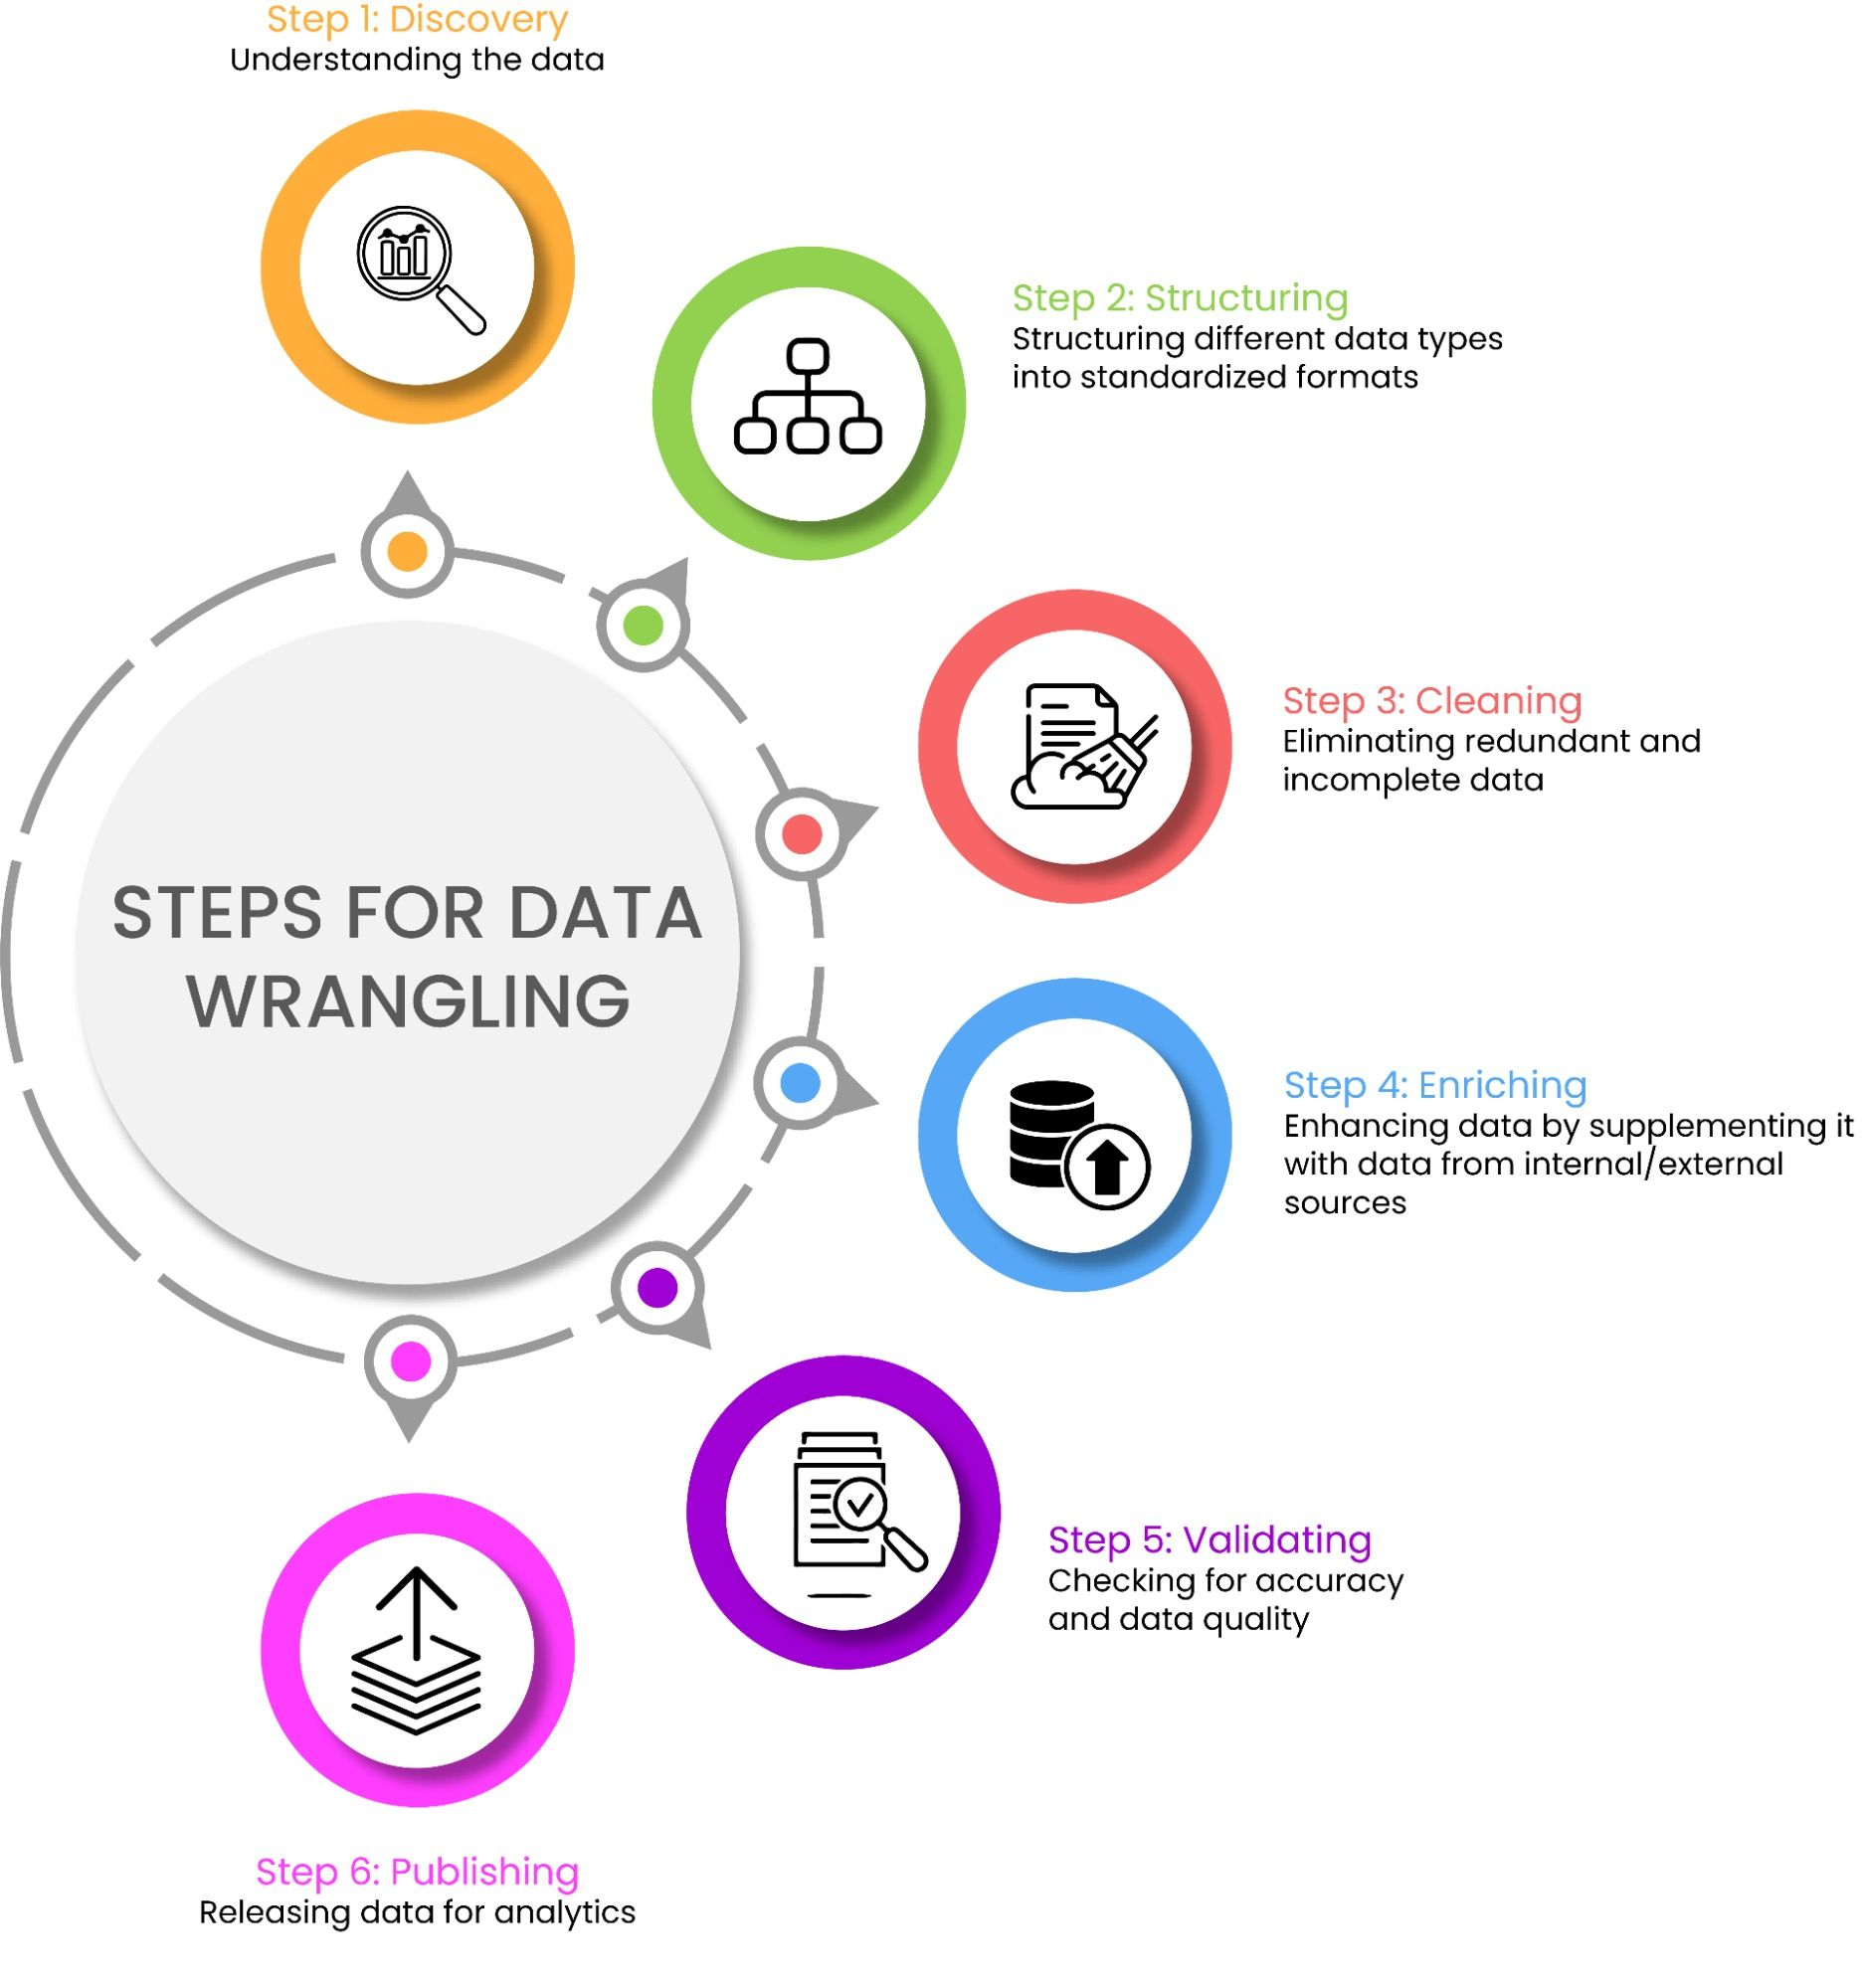 Step 1: Discovery
Understanding the data
Step 2: Structuring
Structuring different data types
into standardized formats
Step 3: Cleaning
Eliminating redundant and
incomplete data
STEPS FOR DATA
WRANGLING
Step 4: Enriching
Enhancing data by supplementing it
with data from internal/external
sources
Step 5: Validating
Checking for accuracy
and data quality
Step 6: Publishing
Releasing data for analytics